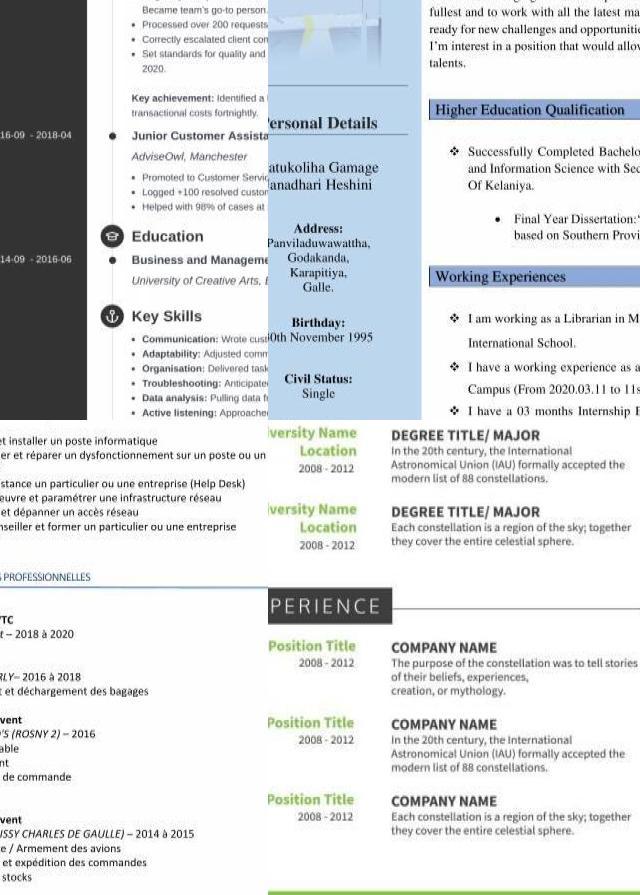 Became team's go-to person
• Processed over 200 requests
• Correctly escalated client con
• Set standards for quality and
2020.
Key achievement: Identified a
transactional costs fortnightly.
16-09 - 2018-04
Junior Customer Assista
AdviseOwl, Manchester
• Promoted to Customer Servic
• Logged +100 resolved custor
• Helped with 98% of cases at
Education
14-09 - 2016-06
Business and Manageme
University of Creative Arts,
Key Skills
• Communication: Wrote cust
• Adaptability: Adjusted comm
• Organisation: Delivered task
• Troubleshooting: Anticipate
• Data analysis: Pulling data f
• Active listening: Approache
ersonal Details
atukoliha Gamage
anadhari Heshini
Address:
Panviladuwawattha,
Godakanda,
Karapitiya,
Galle.
Birthday:
0th November 1995
Civil Status:
Single
fullest and to work with all the latest ma
ready for new challenges and opportunitie
I'm interest in a position that would allow
talents.
Higher Education Qualification
❖ Successfully Completed Bachelo
and Information Science with Sec
Of Kelaniya.
• Final Year Dissertation:"
based on Southern Provi
Working Experiences
❖ I am working as a Librarian in M
International School.
❖ I have a working experience as a
Campus (From 2020.03.11 to 11s
❖ I have a 03 months Internship E
et installer un poste informatique
er et réparer un dysfonctionnement sur un poste ou un
stance un particulier ou une entreprise (Help Desk)
euvre et paramétrer une infrastructure réseau
et dépanner un accès réseau
nseiller et former un particulier ou une entreprise
S PROFESSIONNELLES
TC
t – 2018 à 2020
RLY– 2016 à 2018
t et déchargement des bagages
vent
'S (ROSNY 2) – 2016
able
nt
de commande
vent
ISSY CHARLES DE GAULLE) – 2014 à 2015
e / Armement des avions
et expédition des commandes
stocks
versity Name
Location
2008 - 2012
DEGREE TITLE/ MAJOR
In the 20th century, the International
Astronomical Union (IAU) formally accepted the
modern list of 88 constellations.
versity Name
Location
2008 - 2012
DEGREE TITLE/ MAJOR
Each constellation is a region of the sky; together
they cover the entire celestial sphere.
PERIENCE
Position Title
2008 - 2012
COMPANY NAME
The purpose of the constellation was to tell stories
of their beliefs, experiences,
creation, or mythology.
Position Title
2008 - 2012
COMPANY NAME
In the 20th century, the International
Astronomical Union (IAU) formally accepted the
modern list of 88 constellations.
Position Title
2008 - 2012
COMPANY NAME
Each constellation is a region of the sky; together
they cover the entire celestial sphere.